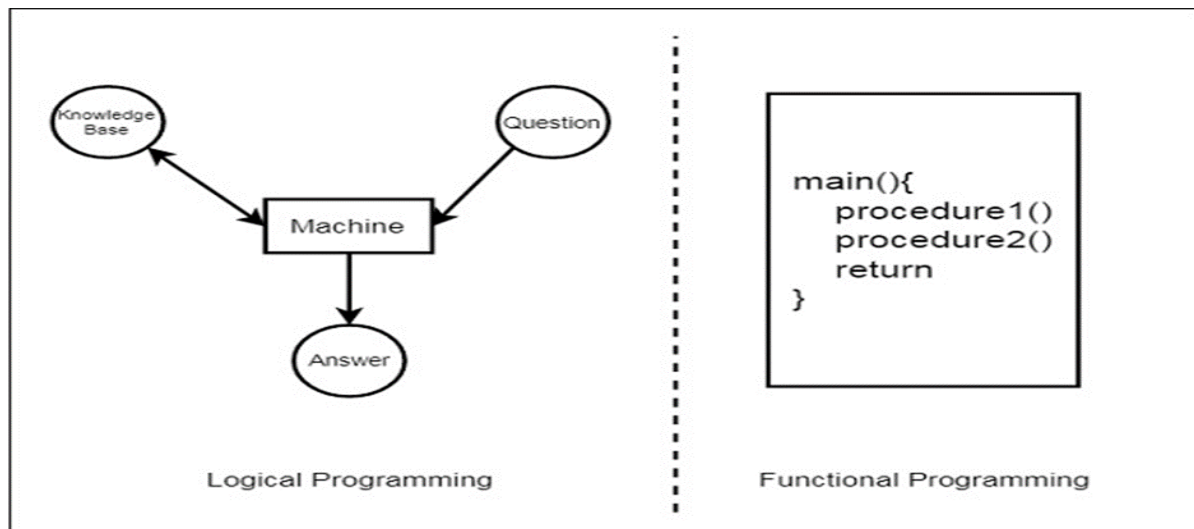 Knowledge
Base
Question
Machine
Answer
Logical Programming
main(){
procedure1()
procedure2()
return
}
Functional Programming